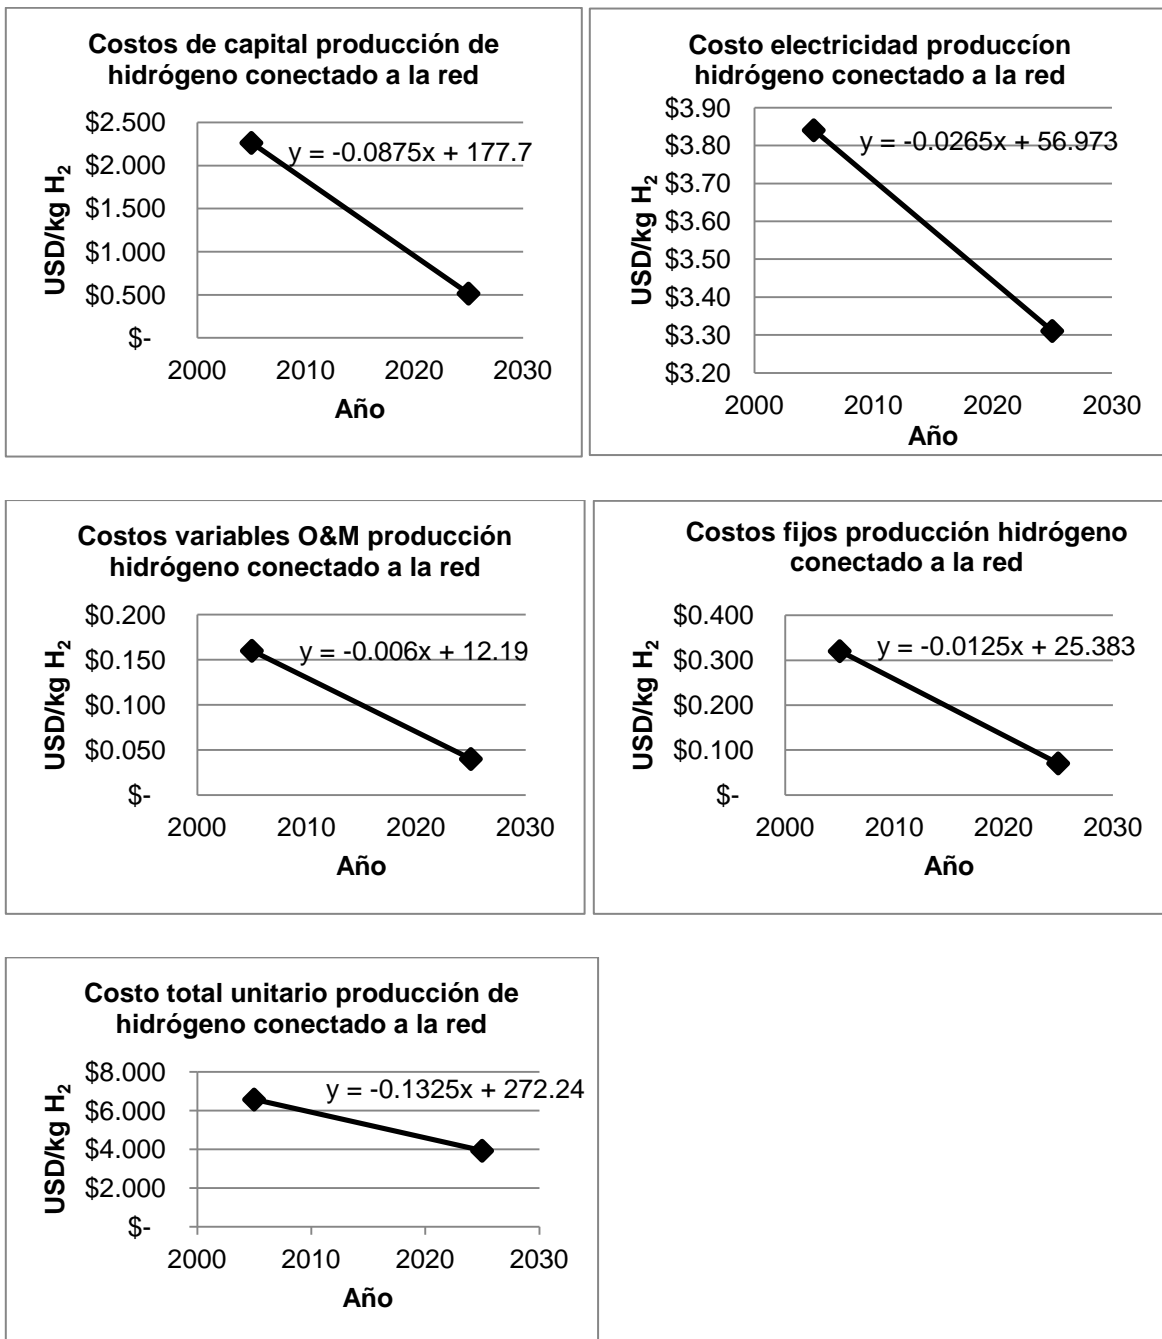 Costos de capital producción de
hidrógeno conectado a la red
USD/kg H₂
$2.500
$2.000
$1.500
$1.000
$0.500
$-
y = -0.0875x + 177.7
2000 2010 2020 2030
Año
Costo electricidad produccíon
hidrógeno conectado a la red
USD/kg H₂
$3.90
$3.80
$3.70
$3.60
$3.50
$3.40
$3.30
$3.20
y = -0.0265x + 56.973
2000 2010 2020 2030
Año
Costos variables O&M producción
hidrógeno conectado a la red
USD/kg H₂
$0.200
$0.150
$0.100
$0.050
$-
y = -0.006x + 12.19
2000 2010 2020 2030
Año
Costos fijos producción hidrógeno
conectado a la red
USD/kg H₂
$0.400
$0.300
$0.200
$0.100
$-
y = -0.0125x + 25.383
2000 2010 2020 2030
Año
Costo total unitario producción de
hidrógeno conectado a la red
USD/kg H₂
$8.000
$6.000
$4.000
$2.000
$-
y = -0.1325x + 272.24
2000 2010 2020 2030
Año